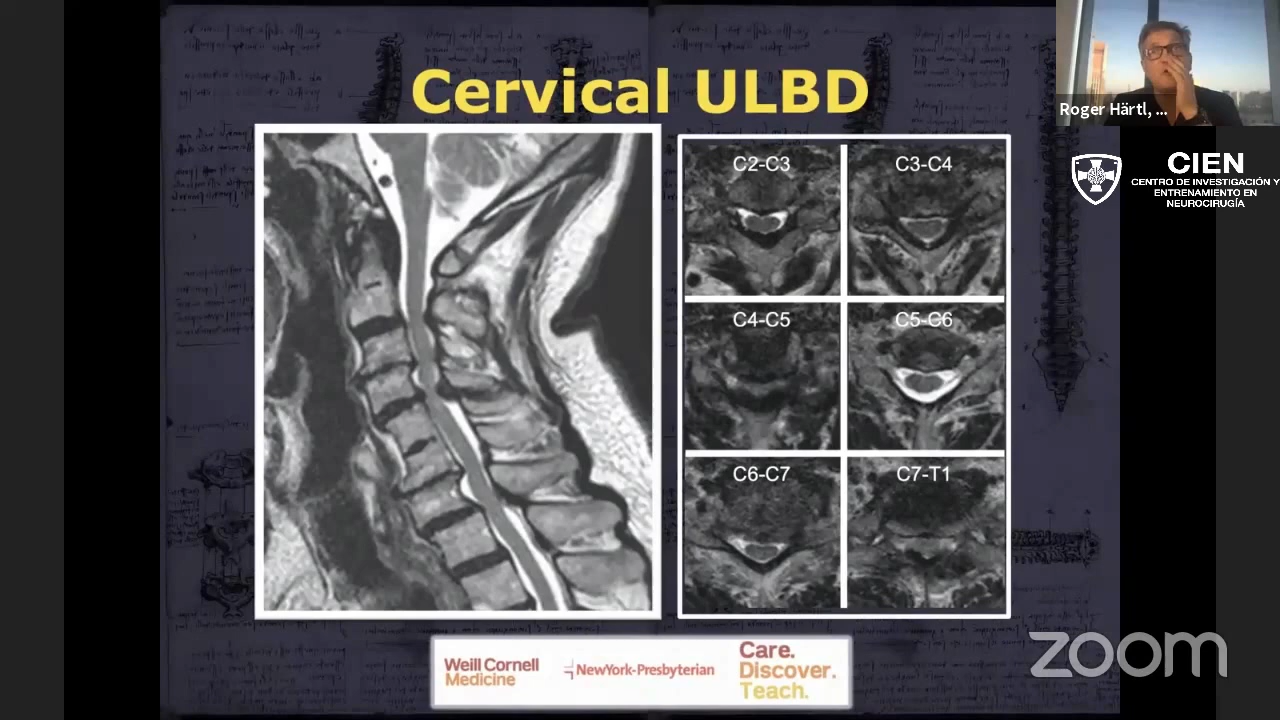 Cervical ULBD
C2-C3
C3-C4
C4-C5
C5-C6
C6-C7
C7-T1
Weill Cornell
Medicine
NewYork-Presbyterian
Care.
Discover.
Teach.
Roger Härtl, ...
CIEN
CENTRO DE INVESTIGACIÓN Y
ENTRENAMIENTO EN
NEUROCIRUGÍA
zoom